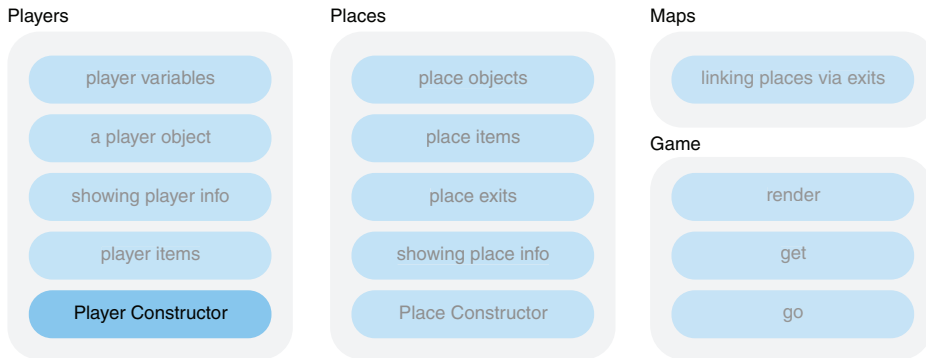 Players
player variables
a player object
showing player info
player items
Player Constructor
Places
place objects
place items
place exits
showing place info
Place Constructor
Maps
linking places via exits
Game
render
get
go